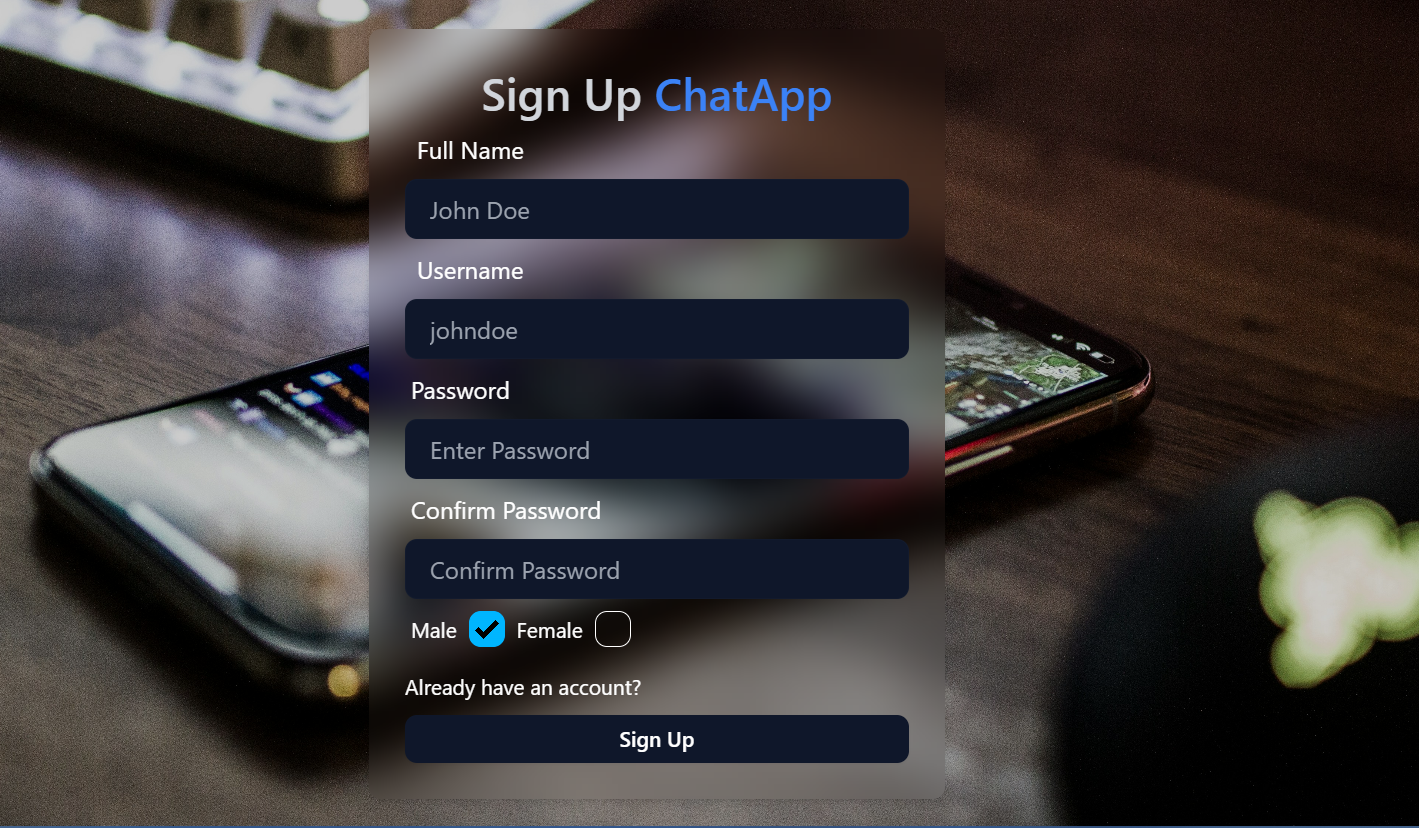 Sign Up ChatApp
Full Name
John Doe
Username
johndoe
Password
Enter Password
Confirm Password
Confirm Password
Male Female
Already have an account?
Sign Up